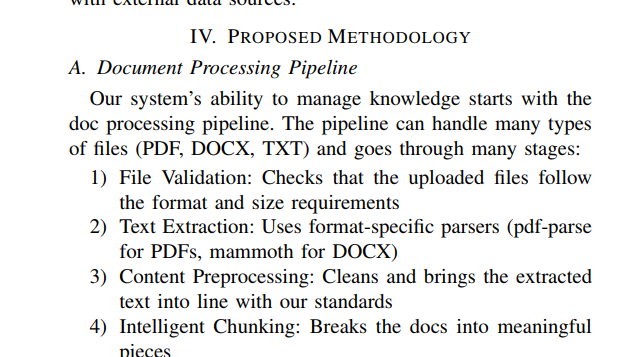 with external data sources.
IV. PROPOSED METHODOLOGY
A. Document Processing Pipeline
Our system's ability to manage knowledge starts with the
doc processing pipeline. The pipeline can handle many types
of files (PDF, DOCX, TXT) and goes through many stages:
1) File Validation: Checks that the uploaded files follow
the format and size requirements
2) Text Extraction: Uses format-specific parsers (pdf-parse
for PDFs, mammoth for DOCX)
3) Content Preprocessing: Cleans and brings the extracted
text into line with our standards
4) Intelligent Chunking: Breaks the docs into meaningful
pieces